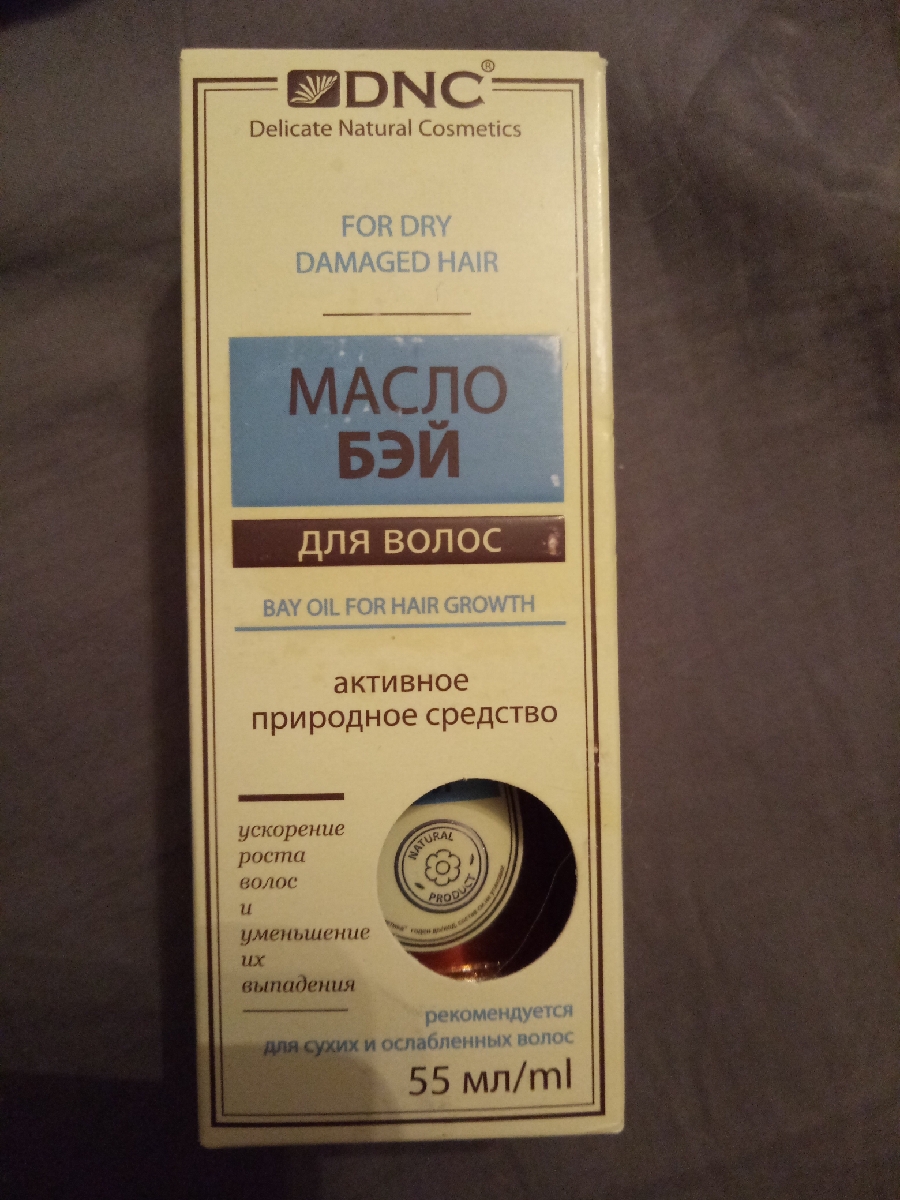 DNC®
Delicate Natural Cosmetics
FOR DRY
DAMAGED HAIR
МАСЛО
БЭЙ
для волос
BAY OIL FOR HAIR GROWTH
активное
природное средство
ускорение
роста
волос
и
уменьшение
их
выпадения
NATURAL
PRODUCT
рекомендуется
для сухих и ослабленных волос
55 мл/ml